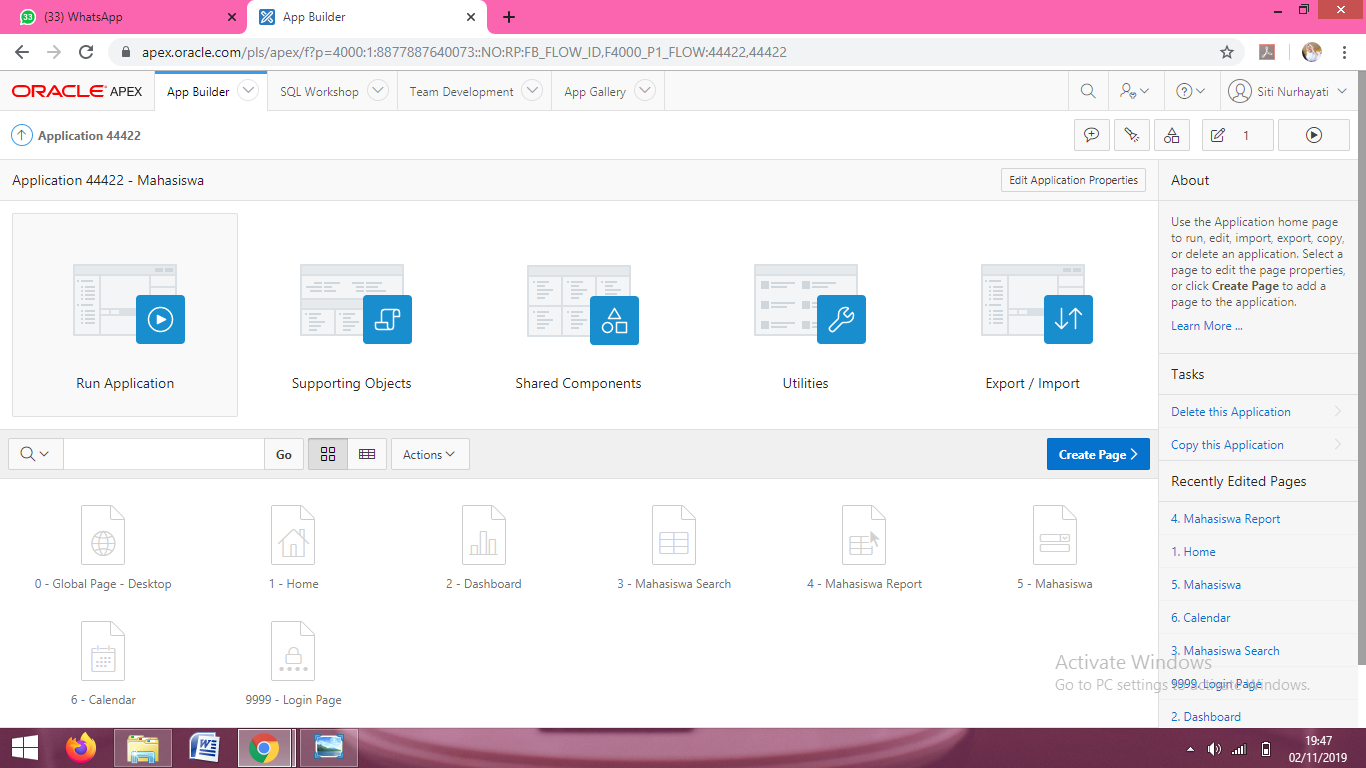 (33) WhatsApp
App Builder
apex.oracle.com/pls/apex/f?p=4000:1:8877887640073::NO:RP:FB_FLOW_ID,F4000_P1_FLOW:44422,44422
ORACLE APEX
App Builder
SQL Workshop
Team Development
App Gallery
Siti Nurhayati
Application 44422
1
Application 44422 - Mahasiswa
Edit Application Properties
Run Application
Supporting Objects
Shared Components
Utilities
Export / Import
Go
Actions
Create Page
0 - Global Page - Desktop
1 - Home
2 - Dashboard
3 - Mahasiswa Search
4 - Mahasiswa Report
5 - Mahasiswa
6 - Calendar
9999 - Login Page
About
Use the Application home page
to run, edit, import, export, copy,
or delete an application. Select a
page to edit the page properties,
or click Create Page to add a
page to the application.
Learn More ...
Tasks
Delete this Application
Copy this Application
Recently Edited Pages
4. Mahasiswa Report
1. Home
5. Mahasiswa
6. Calendar
3. Mahasiswa Search
9999. Login Page
2. Dashboard
Activate Windows
Go to PC settings to activate Windows.
19:47
02/11/2019